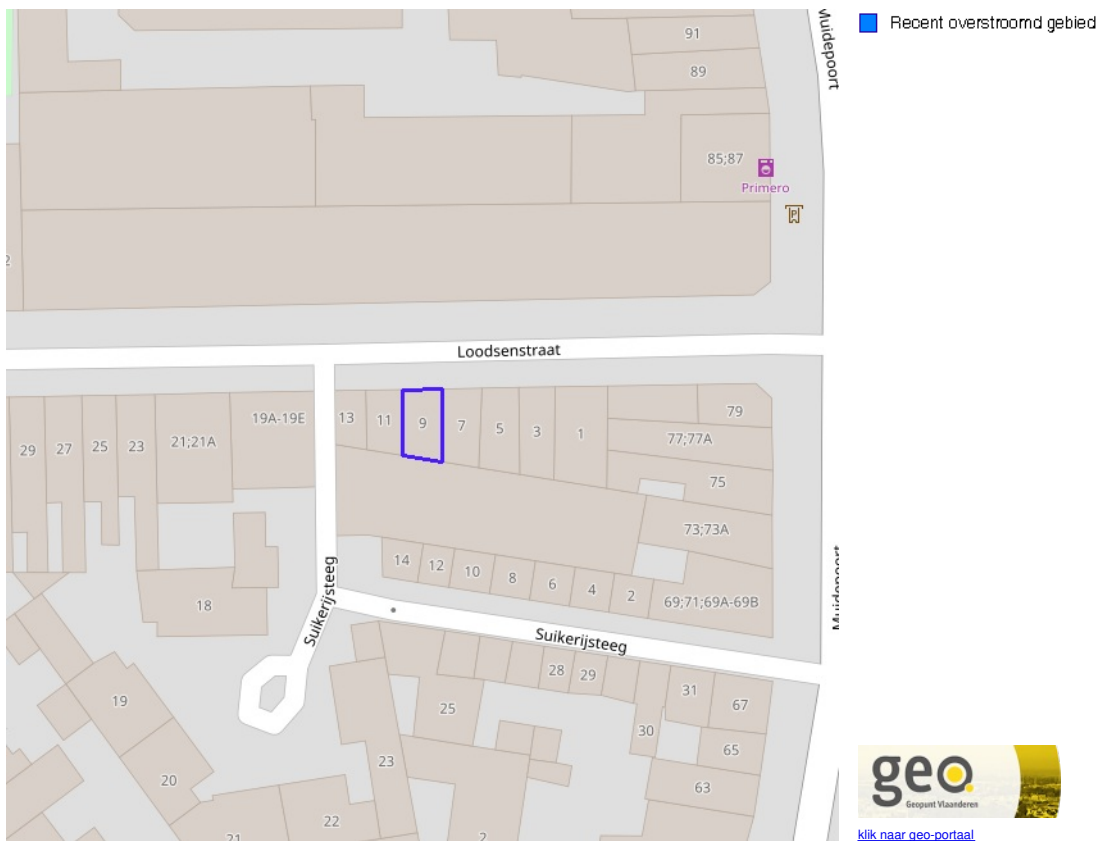 Recent overstroomd gebied
Muidepoort
91
89
85;87
Primero
P
2
Loodsenstraat
29
27
25
23
21;21A
19A-19E
13
11
9
7
5
3
1
79
77;77A
75
73;73A
69;71;69A-69B
14
12
10
8
6
4
2
Suikerijsteeg
18
Suikerijsteeg
Muidepoort
28
29
31
67
30
65
63
25
23
19
20
22
21
2
geo
Geopunt Vlaanderen
klik naar geo-portaal